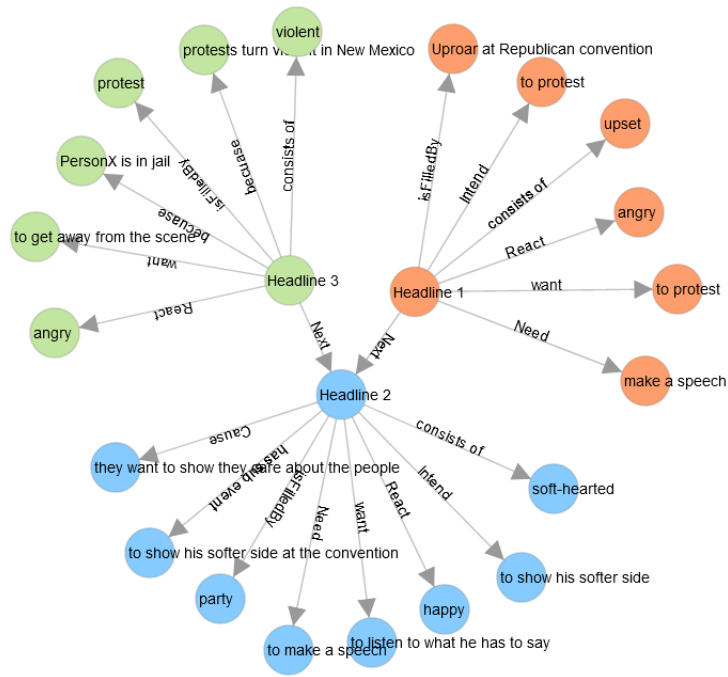 violent
protests turn violent in New Mexico
Uproar at Republican convention
protest
to protest
upset
PersonX is in jail
isFilledBy
becuase
consists of
isFilledBy
Intend
consists of
becuase
angry
to get away from the scene
want
React
Headline 3
Headline 1
want
to protest
React
angry
Next
Next
Need
make a speech
Headline 2
Cause
consists of
they want to show they care about the people
has sub event
isFilledBy
Need
want
React
Intend
soft-hearted
to show his softer side at the convention
to show his softer side
party
happy
to make a speech
to listen to what he has to say